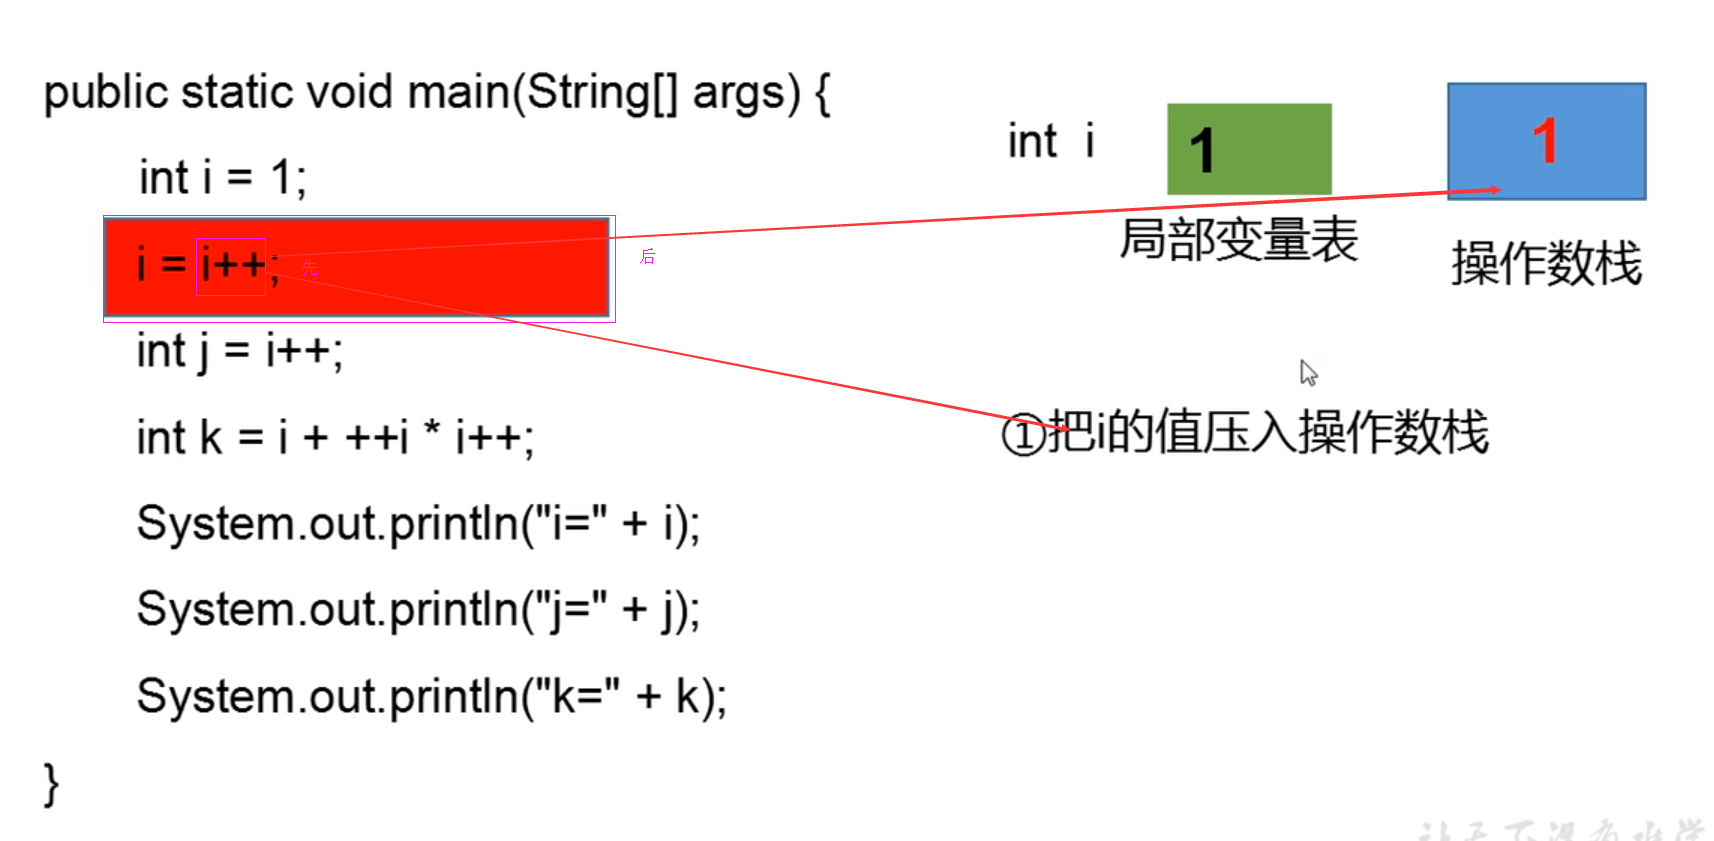 public static void main(String[] args) {
int i = 1;
i = i++;
先
后
int j = i++;
int k = i + ++i * i++;
System.out.println("i=" + i);
System.out.println("j=" + j);
System.out.println("k=" + k);
}
int i
1
局部变量表
1
操作数栈
①把i的值压入操作数栈